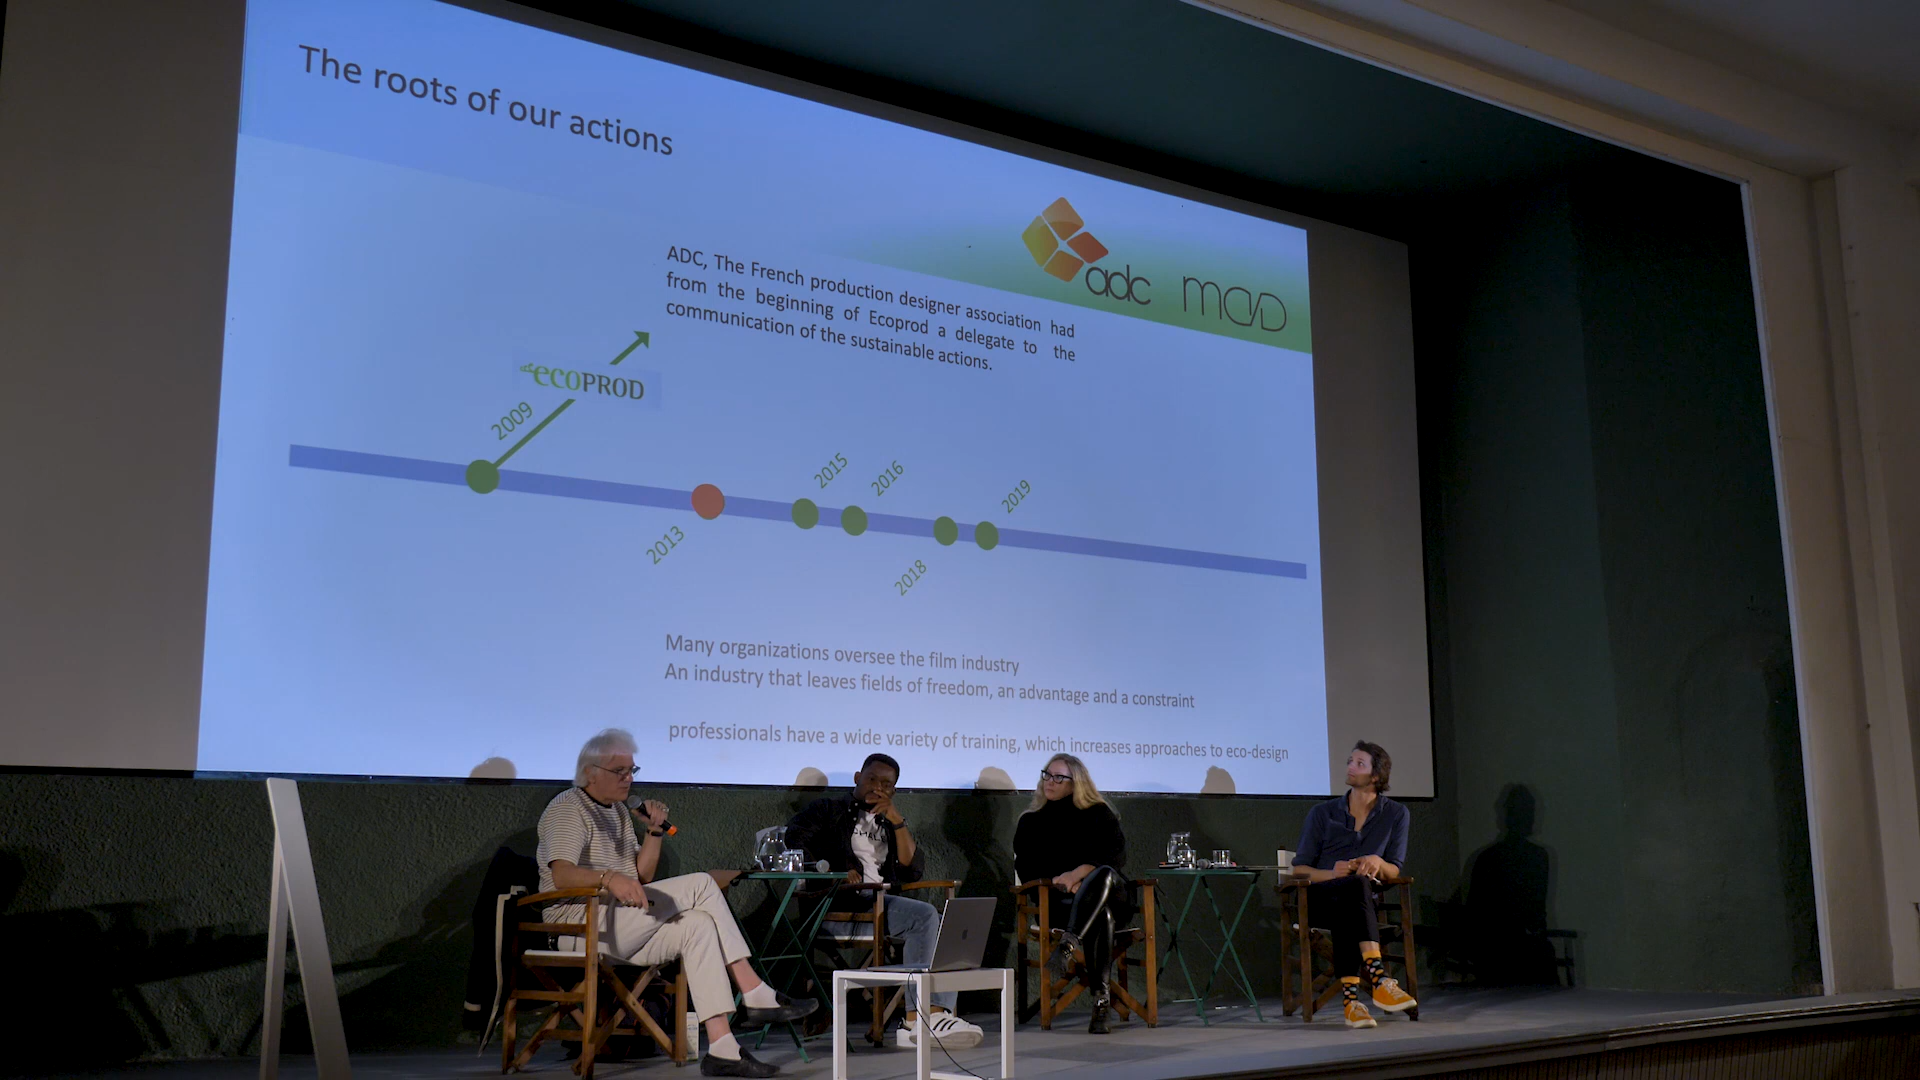 The roots of our actions
adc MAD
ADC, The French production designer association had
from the beginning of Ecoprod a delegate to the
communication of the sustainable actions.
ecoPROD
2009
2015
2016
2019
2013
2018
Many organizations oversee the film industry
An industry that leaves fields of freedom, an advantage and a constraint
professionals have a wide variety of training, which increases approaches to eco-design